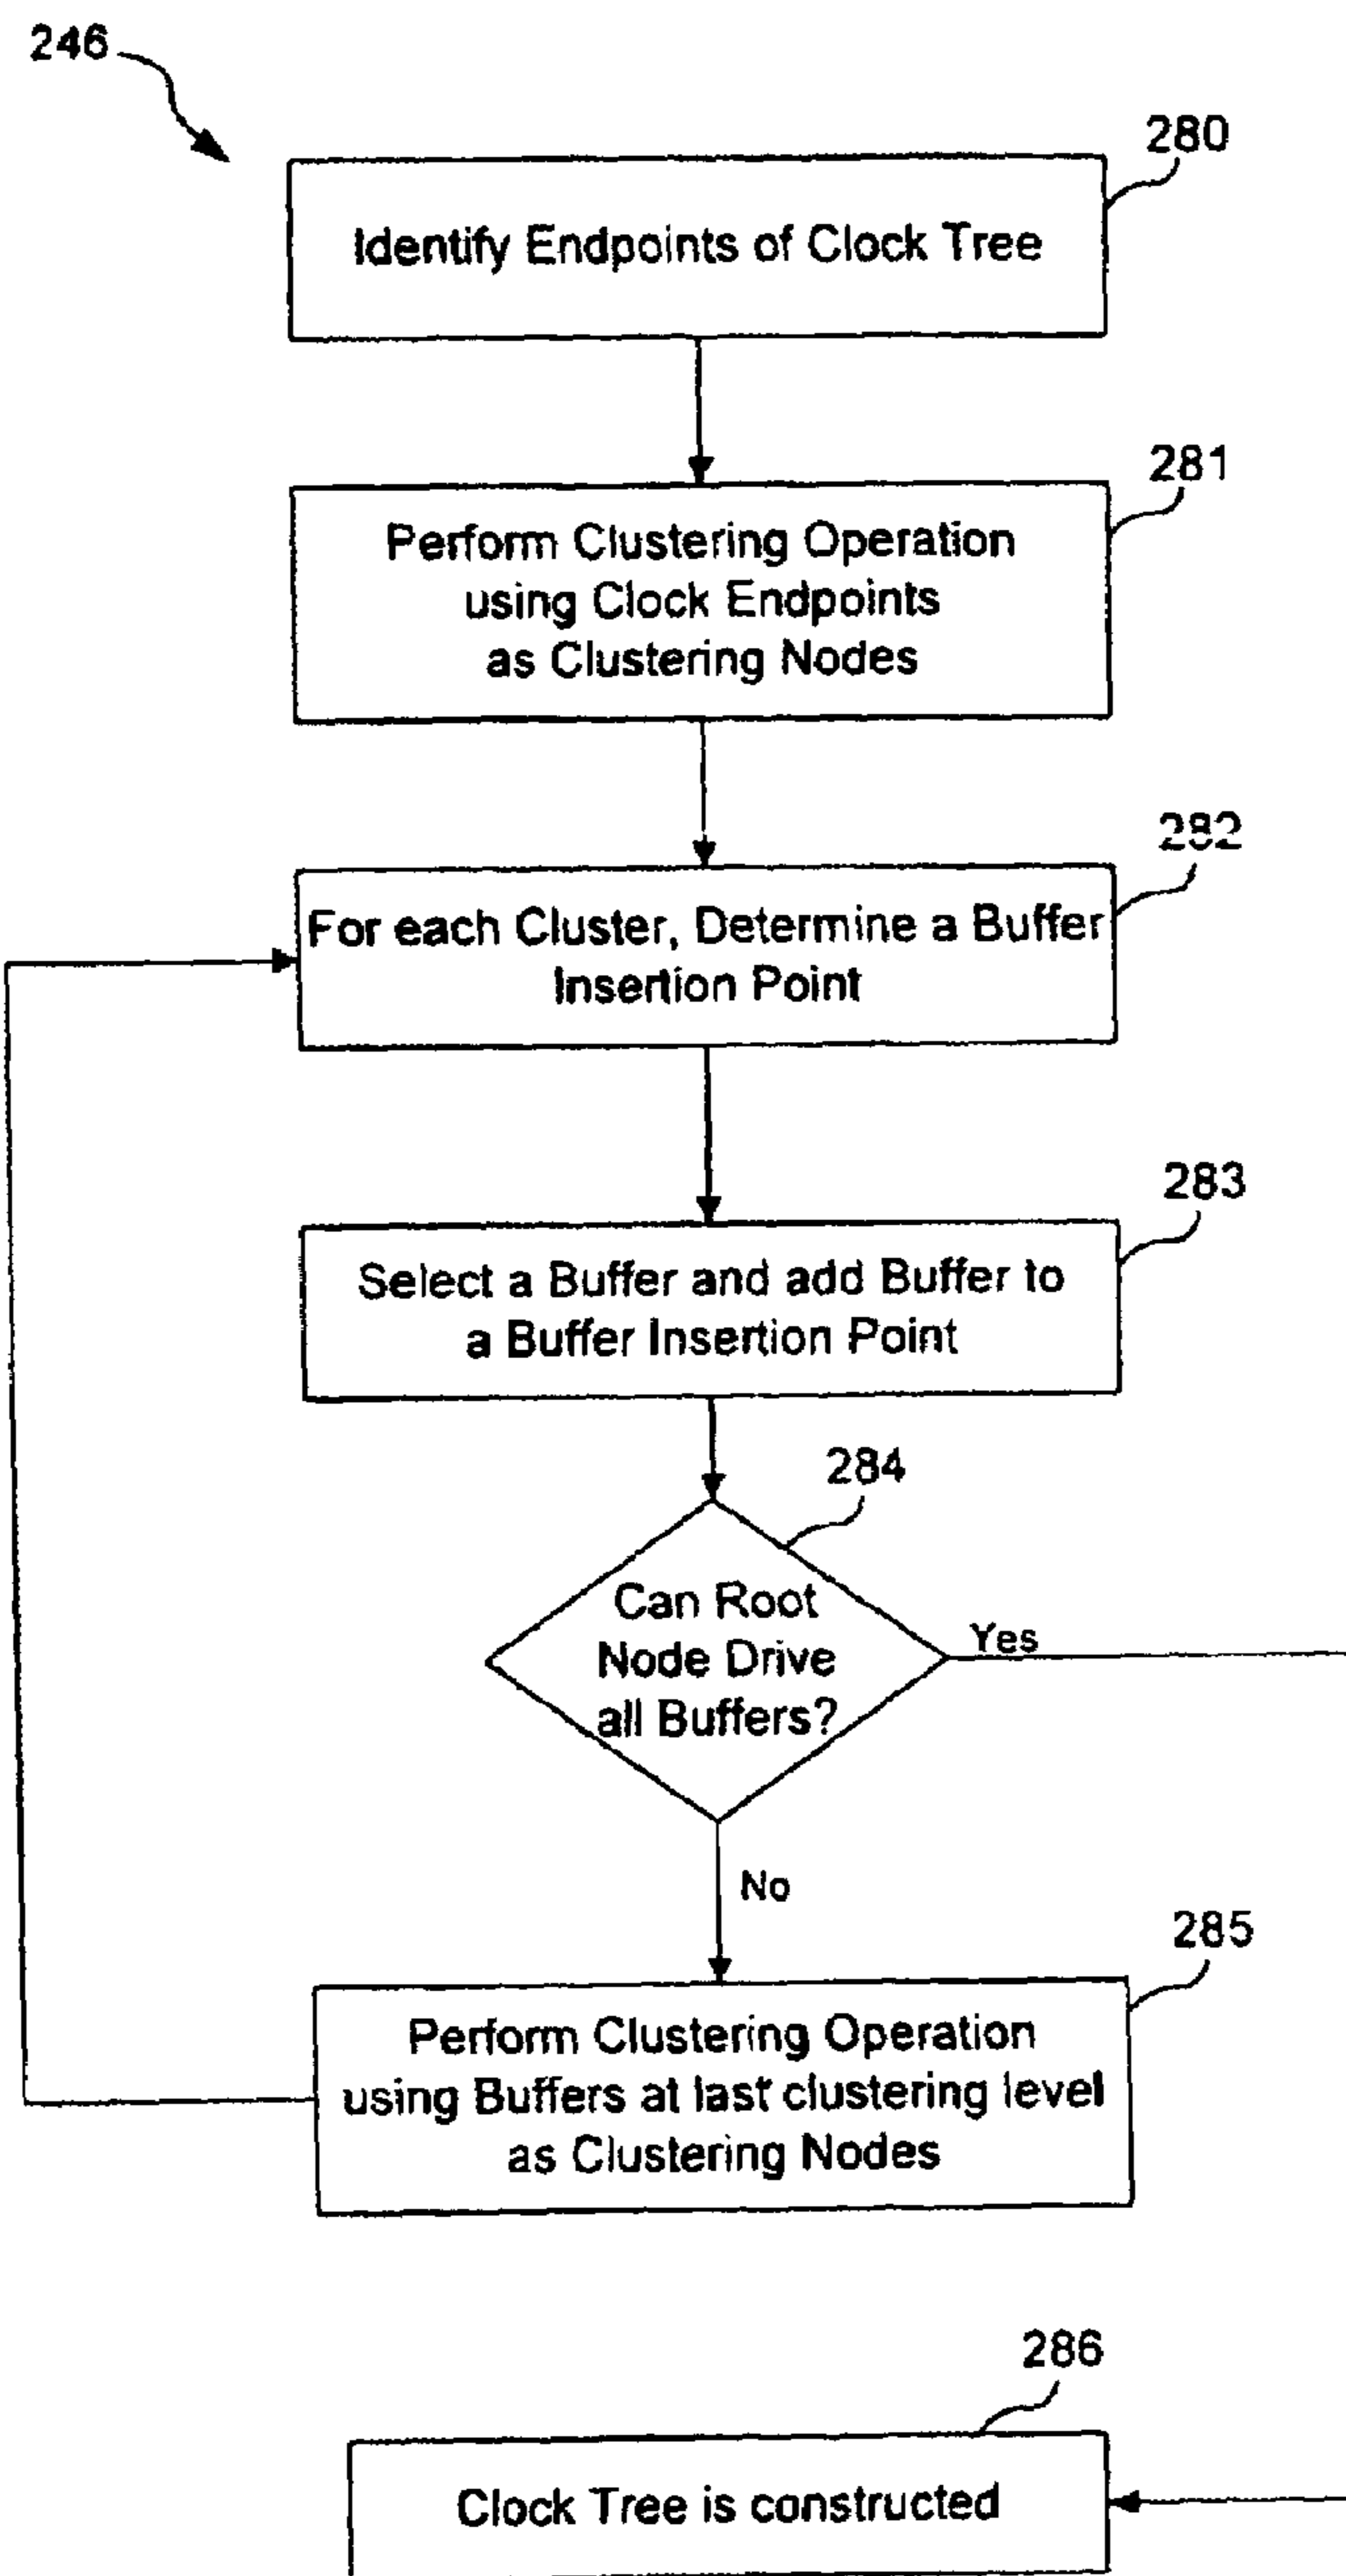 246
280
Identify Endpoints of Clock Tree
281
Perform Clustering Operation
using Clock Endpoints
as Clustering Nodes
282
For each Cluster, Determine a Buffer
Insertion Point
283
Select a Buffer and add Buffer to
a Buffer Insertion Point
284
Can Root
Node Drive
all Buffers?
Yes
No
285
Perform Clustering Operation
using Buffers at last clustering level
as Clustering Nodes
286
Clock Tree is constructed